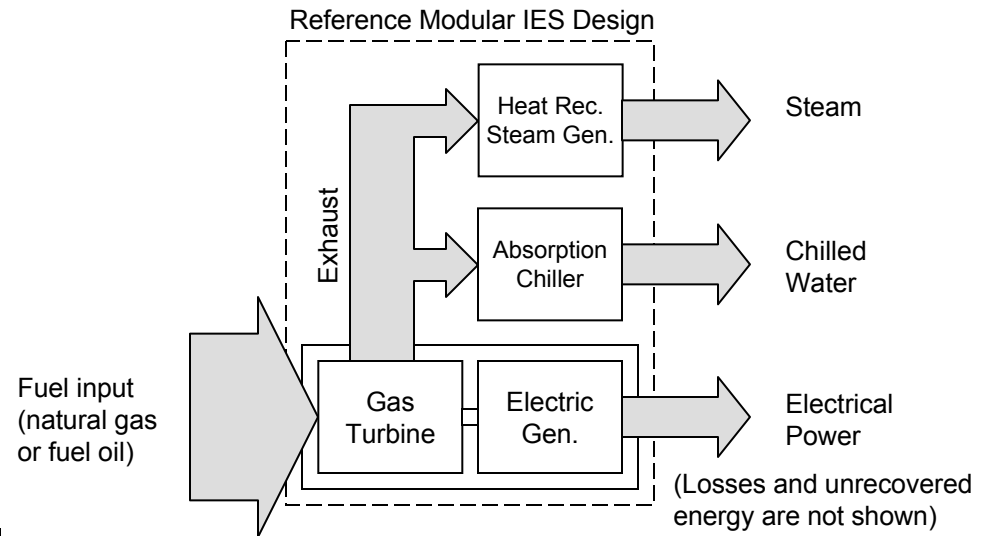 Reference Modular IES Design
Heat Rec.
Steam Gen.
Steam
Exhaust
Absorption
Chiller
Chilled
Water
Fuel input
(natural gas
or fuel oil)
Gas
Turbine
Electric
Gen.
Electrical
Power
(Losses and unrecovered
energy are not shown)